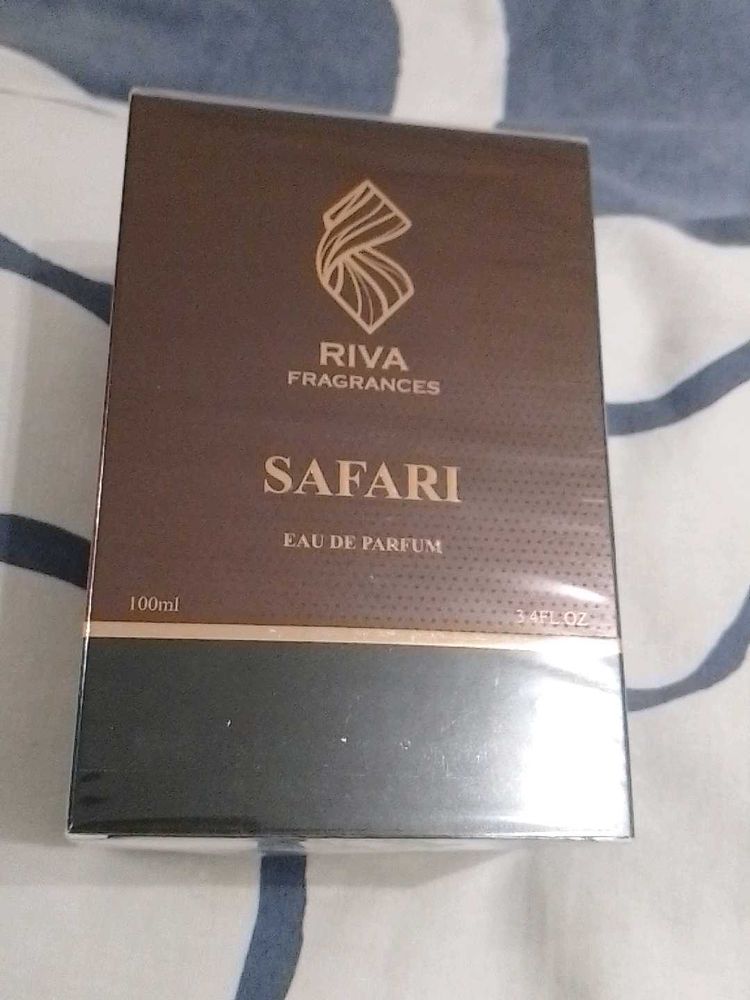 RIVA
FRAGRANCES
SAFARI
EAU DE PARFUM
100ml
3.4FL.OZ